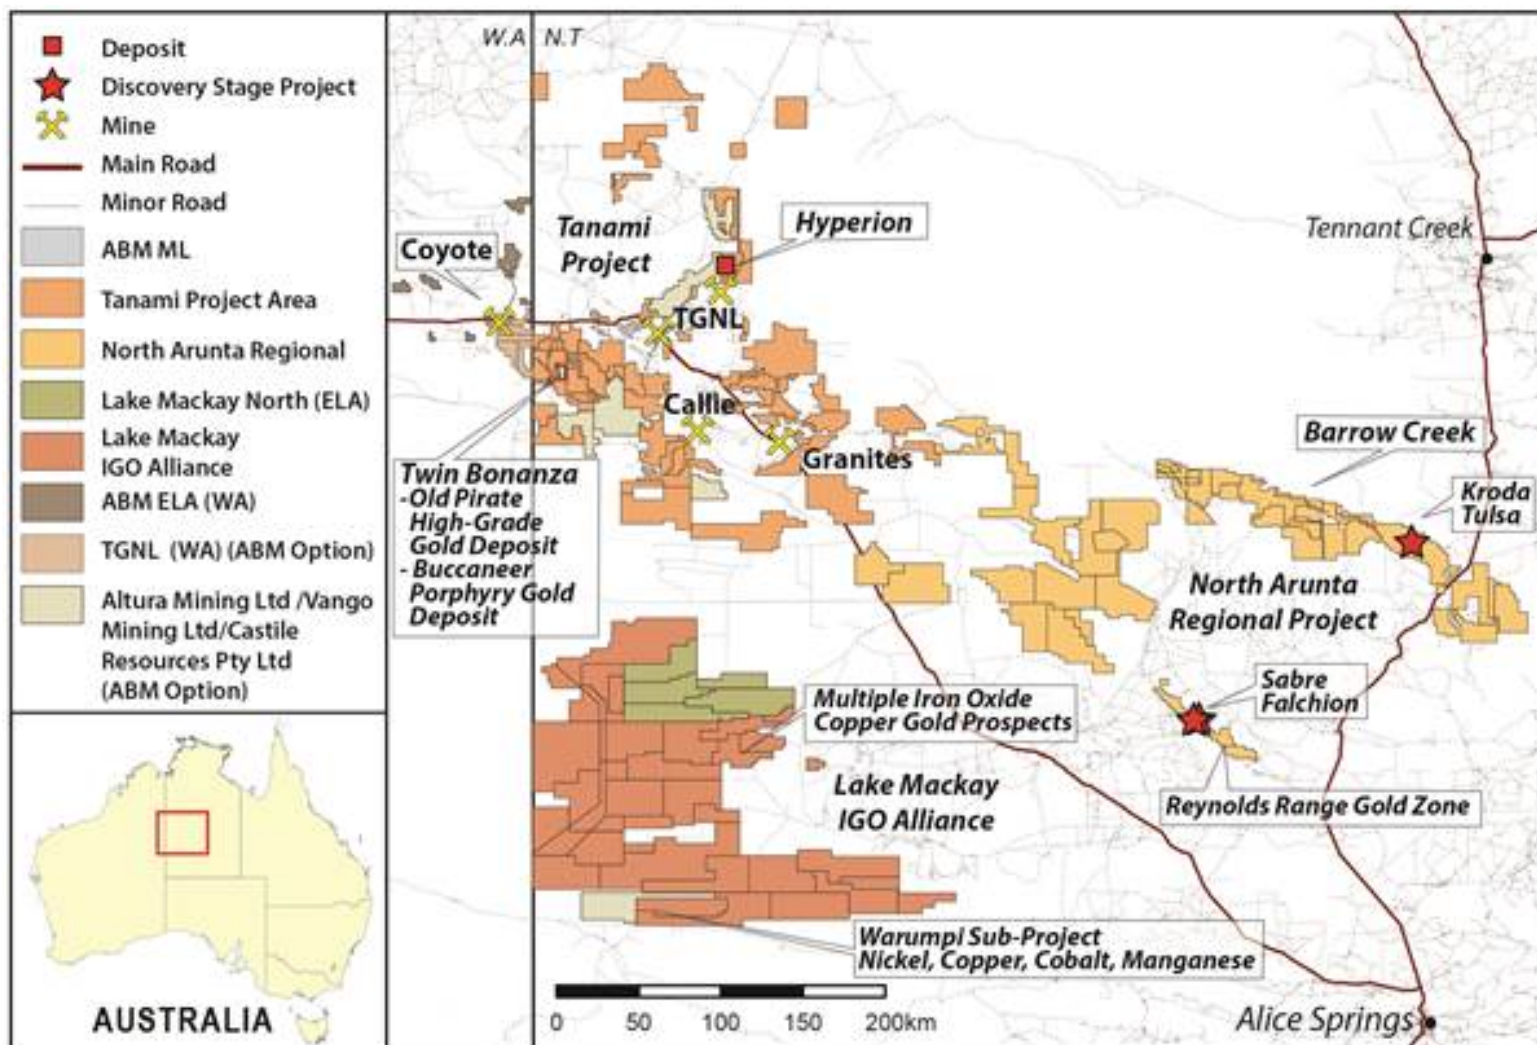 Deposit
Discovery Stage Project
Mine
Main Road
Minor Road
ABM ML
Tanami Project Area
North Arunta Regional
Lake Mackay North (ELA)
Lake Mackay
IGO Alliance
ABM ELA (WA)
TGNL (WA) (ABM Option)
Altura Mining Ltd /Vango
Mining Ltd/Castile
Resources Pty Ltd
(ABM Option)
AUSTRALIA
W.A N.T
Tanami
Project
Hyperion
Coyote
TGNL
Callie
Granites
Twin Bonanza
-Old Pirate
High-Grade
Gold Deposit
- Buccaneer
Porphyry Gold
Deposit
Tennant Creek
Barrow Creek
Kroda
Tulsa
North Arunta
Regional Project
Sabre
Falchion
Reynolds Range Gold Zone
Multiple Iron Oxide
Copper Gold Prospects
Lake Mackay
IGO Alliance
Warumpi Sub-Project
Nickel, Copper, Cobalt, Manganese
0 50 100 150 200km
Alice Springs